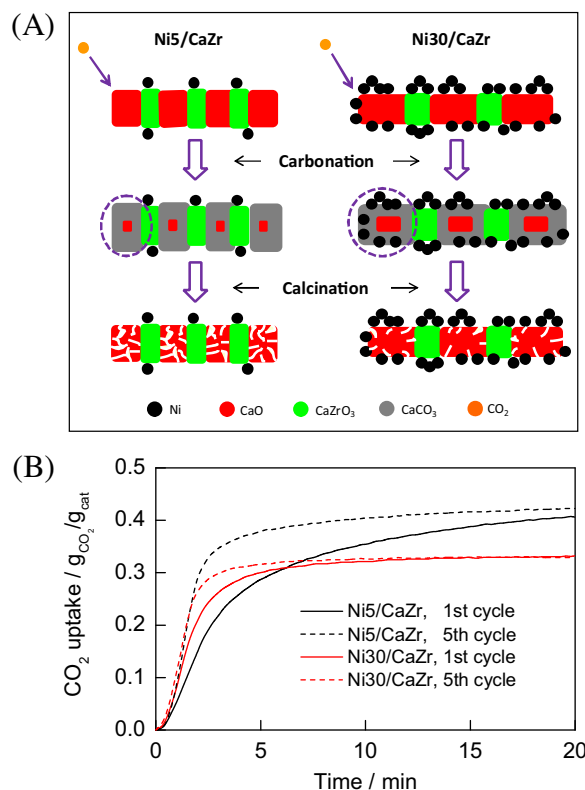 (A)
Ni5/CaZr Ni30/CaZr
← Carbonation →
← Calcination →
Ni CaO CaZrO₃ CaCO₃ CO₂
(B)
CO₂ uptake / g_CO₂/g_cat
0.5
0.4
0.3
0.2
0.1
0.0
Ni5/CaZr, 1st cycle
Ni5/CaZr, 5th cycle
Ni30/CaZr, 1st cycle
Ni30/CaZr, 5th cycle
0 5 10 15 20
Time / min